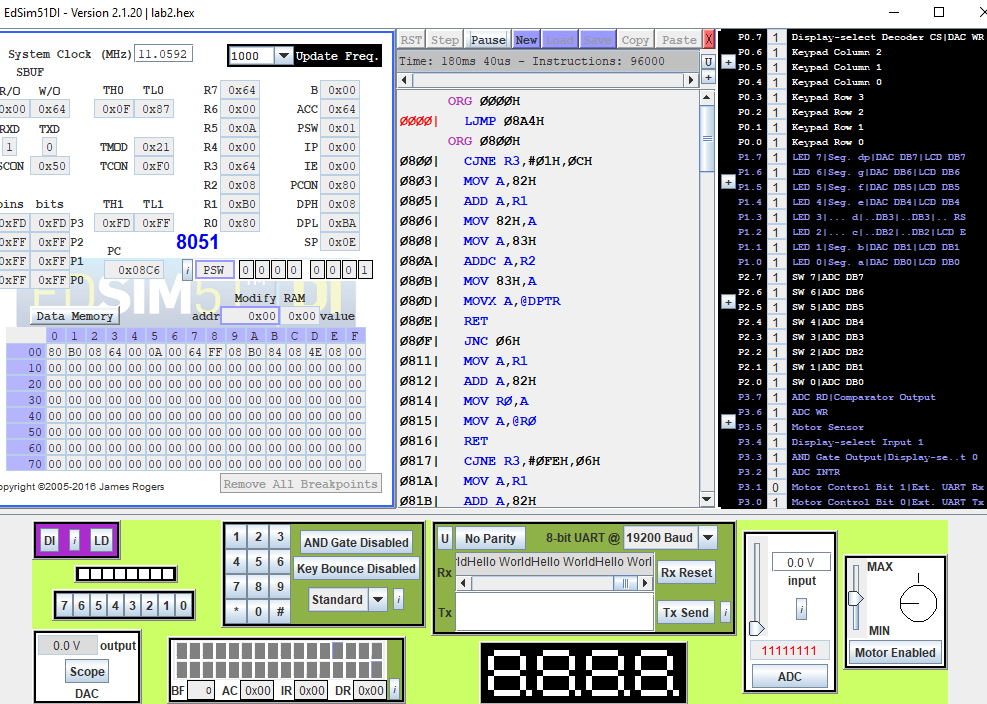 EdSim51DI - Version 2.1.20 | lab2.hex
System Clock (MHz) 11.0592 1000 Update Freq.
SBUF
R/O W/O TH0 TL0 R7 0x64 B 0x00
0x00 0x64 0x0F 0x87 R6 0x00 ACC 0x64
RXD TXD R5 0x0A PSW 0x01
1 0 TMOD 0x21 R4 0x00 IP 0x00
SCON 0x50 TCON 0xF0 R3 0x64 IE 0x00
R2 0x08 PCON 0x80
pins bits TH1 TL1 R1 0xB0 DPH 0x08
0xFD 0xFD P3 0xFD 0xFF R0 0x80 DPL 0xBA
0xFF 0xFF P2 8051 SP 0x0E
0xFF 0xFF P1 PC
0xFF 0xFF P0 0x08C6 i PSW 0 0 0 0 0 0 0 1
EDSIM51DI
TM
Modify RAM
Data Memory addr 0x00 0x00 value
0 1 2 3 4 5 6 7 8 9 A B C D E F
00 80 B0 08 64 00 0A 00 64 FF 08 B0 84 08 4E 08 00
10 00 00 00 00 00 00 00 00 00 00 00 00 00 00 00 00
20 00 00 00 00 00 00 00 00 00 00 00 00 00 00 00 00
30 00 00 00 00 00 00 00 00 00 00 00 00 00 00 00 00
40 00 00 00 00 00 00 00 00 00 00 00 00 00 00 00 00
50 00 00 00 00 00 00 00 00 00 00 00 00 00 00 00 00
60 00 00 00 00 00 00 00 00 00 00 00 00 00 00 00 00
70 00 00 00 00 00 00 00 00 00 00 00 00 00 00 00 00
opyright ©2005-2016 James Rogers Remove All Breakpoints
RST Step Pause New Load Save Copy Paste X
Time: 180ms 40us - Instructions: 96000 U
+
ORG 0000H
0000| LJMP 08A4H
ORG 0800H
0800| CJNE R3,#01H,0CH
0803| MOV A,82H
0805| ADD A,R1
0806| MOV 82H,A
0808| MOV A,83H
080A| ADDC A,R2
080B| MOV 83H,A
080D| MOVX A,@DPTR
080E| RET
080F| JNC 06H
0811| MOV A,R1
0812| ADD A,82H
0814| MOV R0,A
0815| MOV A,@R0
0816| RET
0817| CJNE R3,#0FEH,06H
081A| MOV A,R1
081B| ADD A,82H
P0.7 1 Display-select Decoder CS|DAC WR
P0.6 1 Keypad Column 2
+ P0.5 1 Keypad Column 1
P0.4 1 Keypad Column 0
P0.3 1 Keypad Row 3
P0.2 1 Keypad Row 2
P0.1 1 Keypad Row 1
P0.0 1 Keypad Row 0
P1.7 1 LED 7|Seg. dp|DAC DB7|LCD DB7
P1.6 1 LED 6|Seg. g|DAC DB6|LCD DB6
+ P1.5 1 LED 5|Seg. f|DAC DB5|LCD DB5
P1.4 1 LED 4|Seg. e|DAC DB4|LCD DB4
P1.3 1 LED 3|... d|..DB3|..DB3|.. RS
P1.2 1 LED 2|... c|..DB2|..DB2|LCD E
P1.1 1 LED 1|Seg. b|DAC DB1|LCD DB1
P1.0 1 LED 0|Seg. a|DAC DB0|LCD DB0
P2.7 1 SW 7|ADC DB7
P2.6 1 SW 6|ADC DB6
+ P2.5 1 SW 5|ADC DB5
P2.4 1 SW 4|ADC DB4
P2.3 1 SW 3|ADC DB3
P2.2 1 SW 2|ADC DB2
P2.1 1 SW 1|ADC DB1
P2.0 1 SW 0|ADC DB0
P3.7 1 ADC RD|Comparator Output
P3.6 1 ADC WR
+ P3.5 1 Motor Sensor
P3.4 1 Display-select Input 1
P3.3 1 AND Gate Output|Display-se..t 0
P3.2 1 ADC INTR
P3.1 0 Motor Control Bit 1|Ext. UART Rx
P3.0 1 Motor Control Bit 0|Ext. UART Tx
DI i LD
7 6 5 4 3 2 1 0
0.0 V output
Scope
DAC
1 2 3 AND Gate Disabled
4 5 6 Key Bounce Disabled
7 8 9 Standard i
* 0 #
BF 0 AC 0x00 IR 0x00 DR 0x00 i
U No Parity 8-bit UART @ 19200 Baud
Rx ldHello WorldHello WorldHello Worl Rx Reset
Tx Tx Send i
8.8.8.8.
0.0 V
input
i
11111111
ADC
MAX
MIN
Motor Enabled